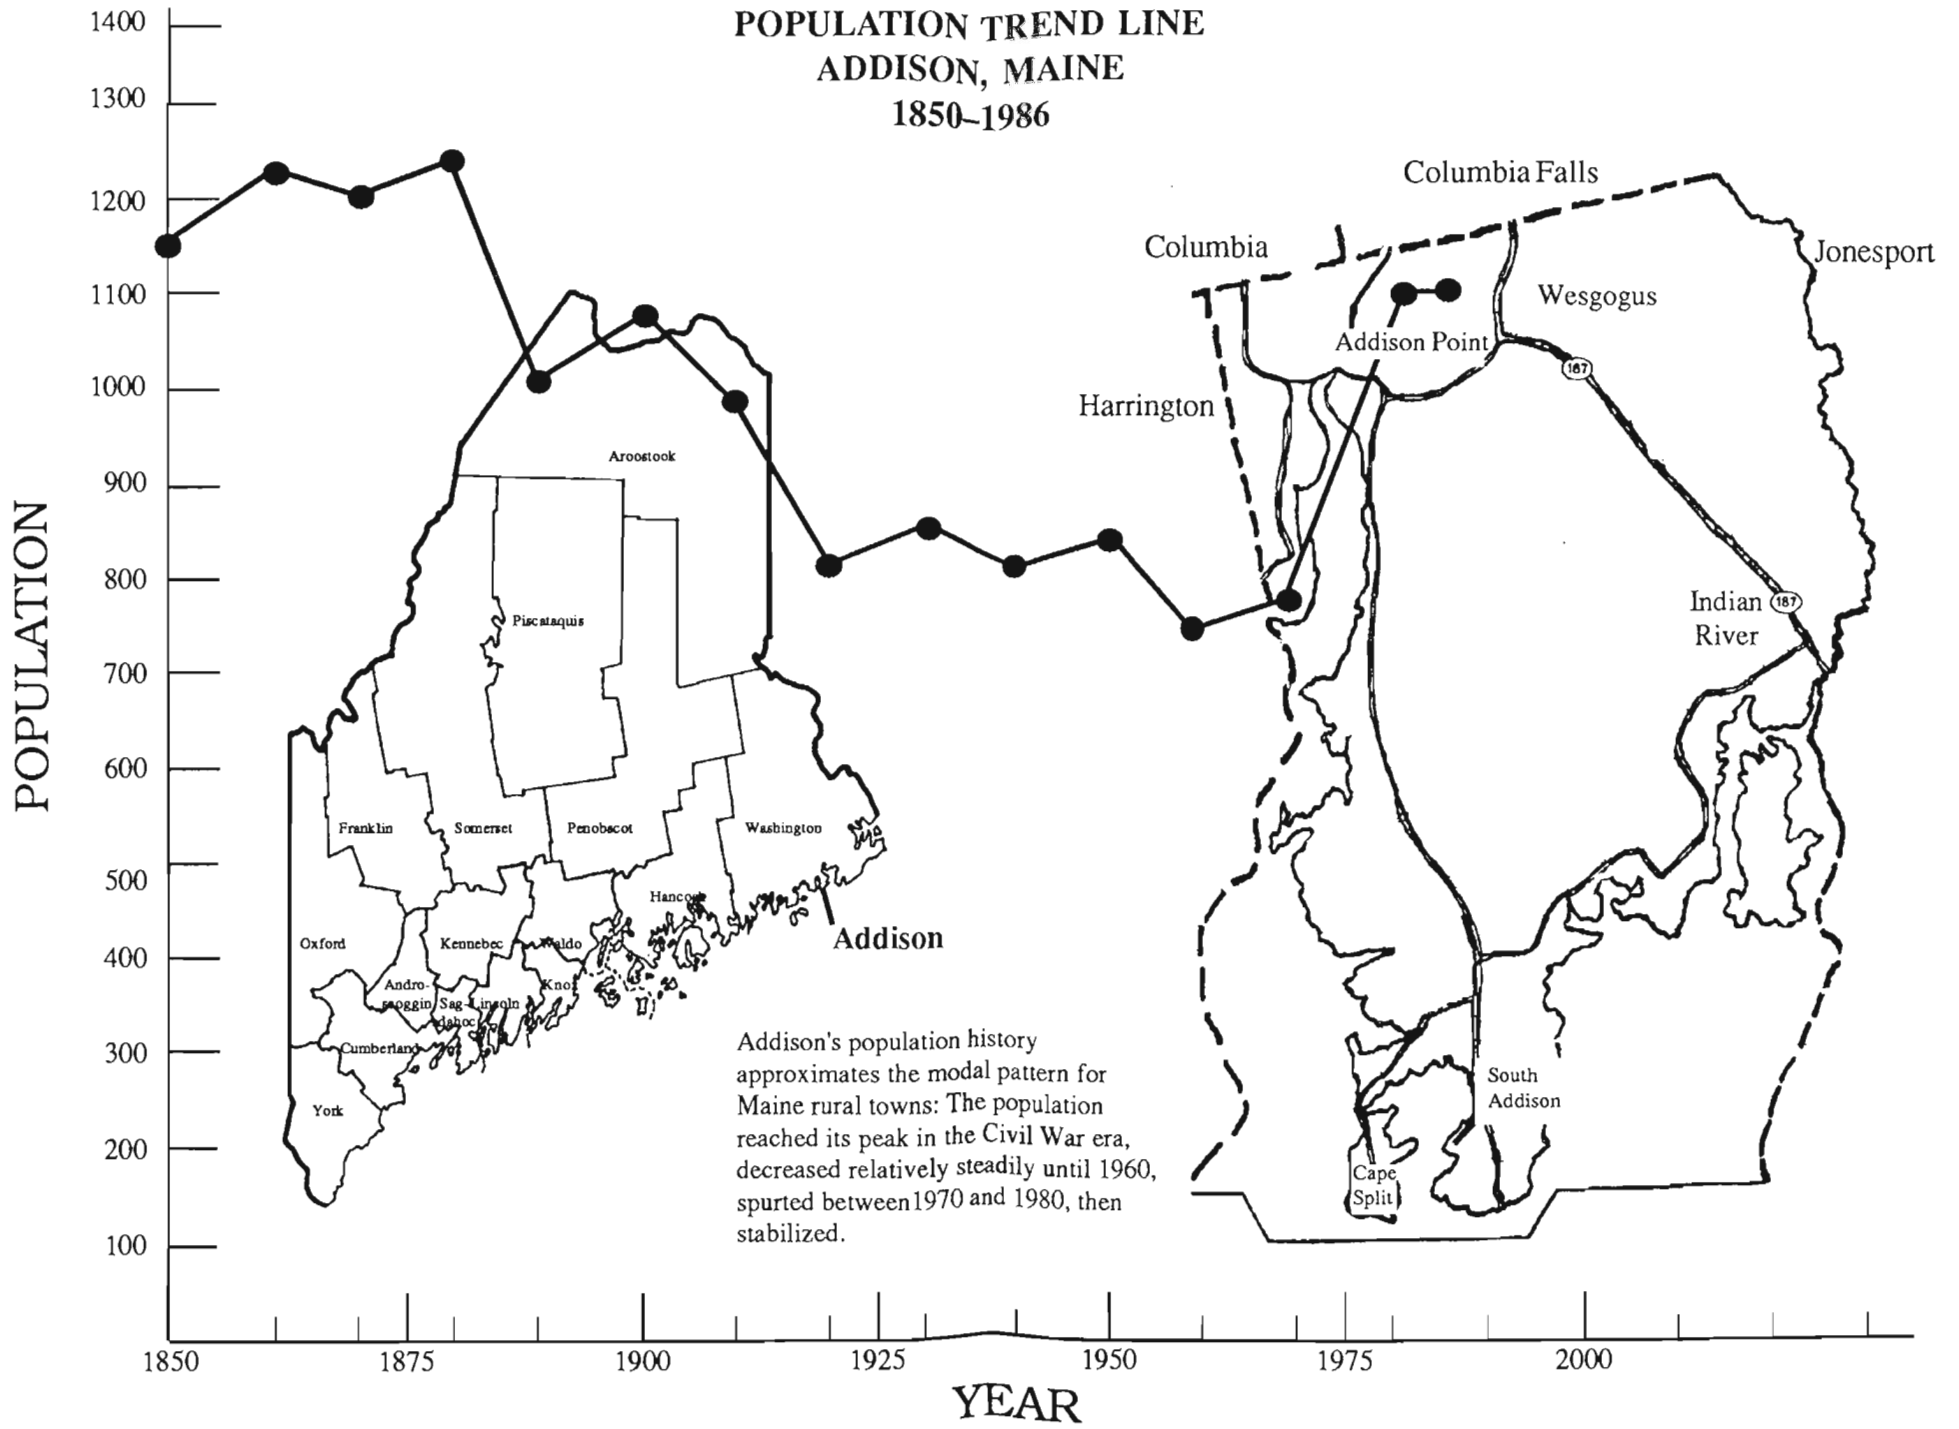 POPULATION TREND LINE
ADDISON, MAINE
1850–1986
POPULATION
1400
1300
1200
1100
1000
900
800
700
600
500
400
300
200
100
Aroostook
Piscataquis
Franklin
Somerset
Penobscot
Washington
Hancock
Oxford
Kennebec
Waldo
Andro-
scoggin
Sag-
adahoc
Lincoln
Knox
Cumberland
York
Addison
Columbia Falls
Columbia
Jonesport
Wesgogus
Addison Point
187
Harrington
Indian
River
187
South
Addison
Cape
Split
Addison's population history
approximates the modal pattern for
Maine rural towns: The population
reached its peak in the Civil War era,
decreased relatively steadily until 1960,
spurted between 1970 and 1980, then
stabilized.
1850
1875
1900
1925
1950
1975
2000
YEAR